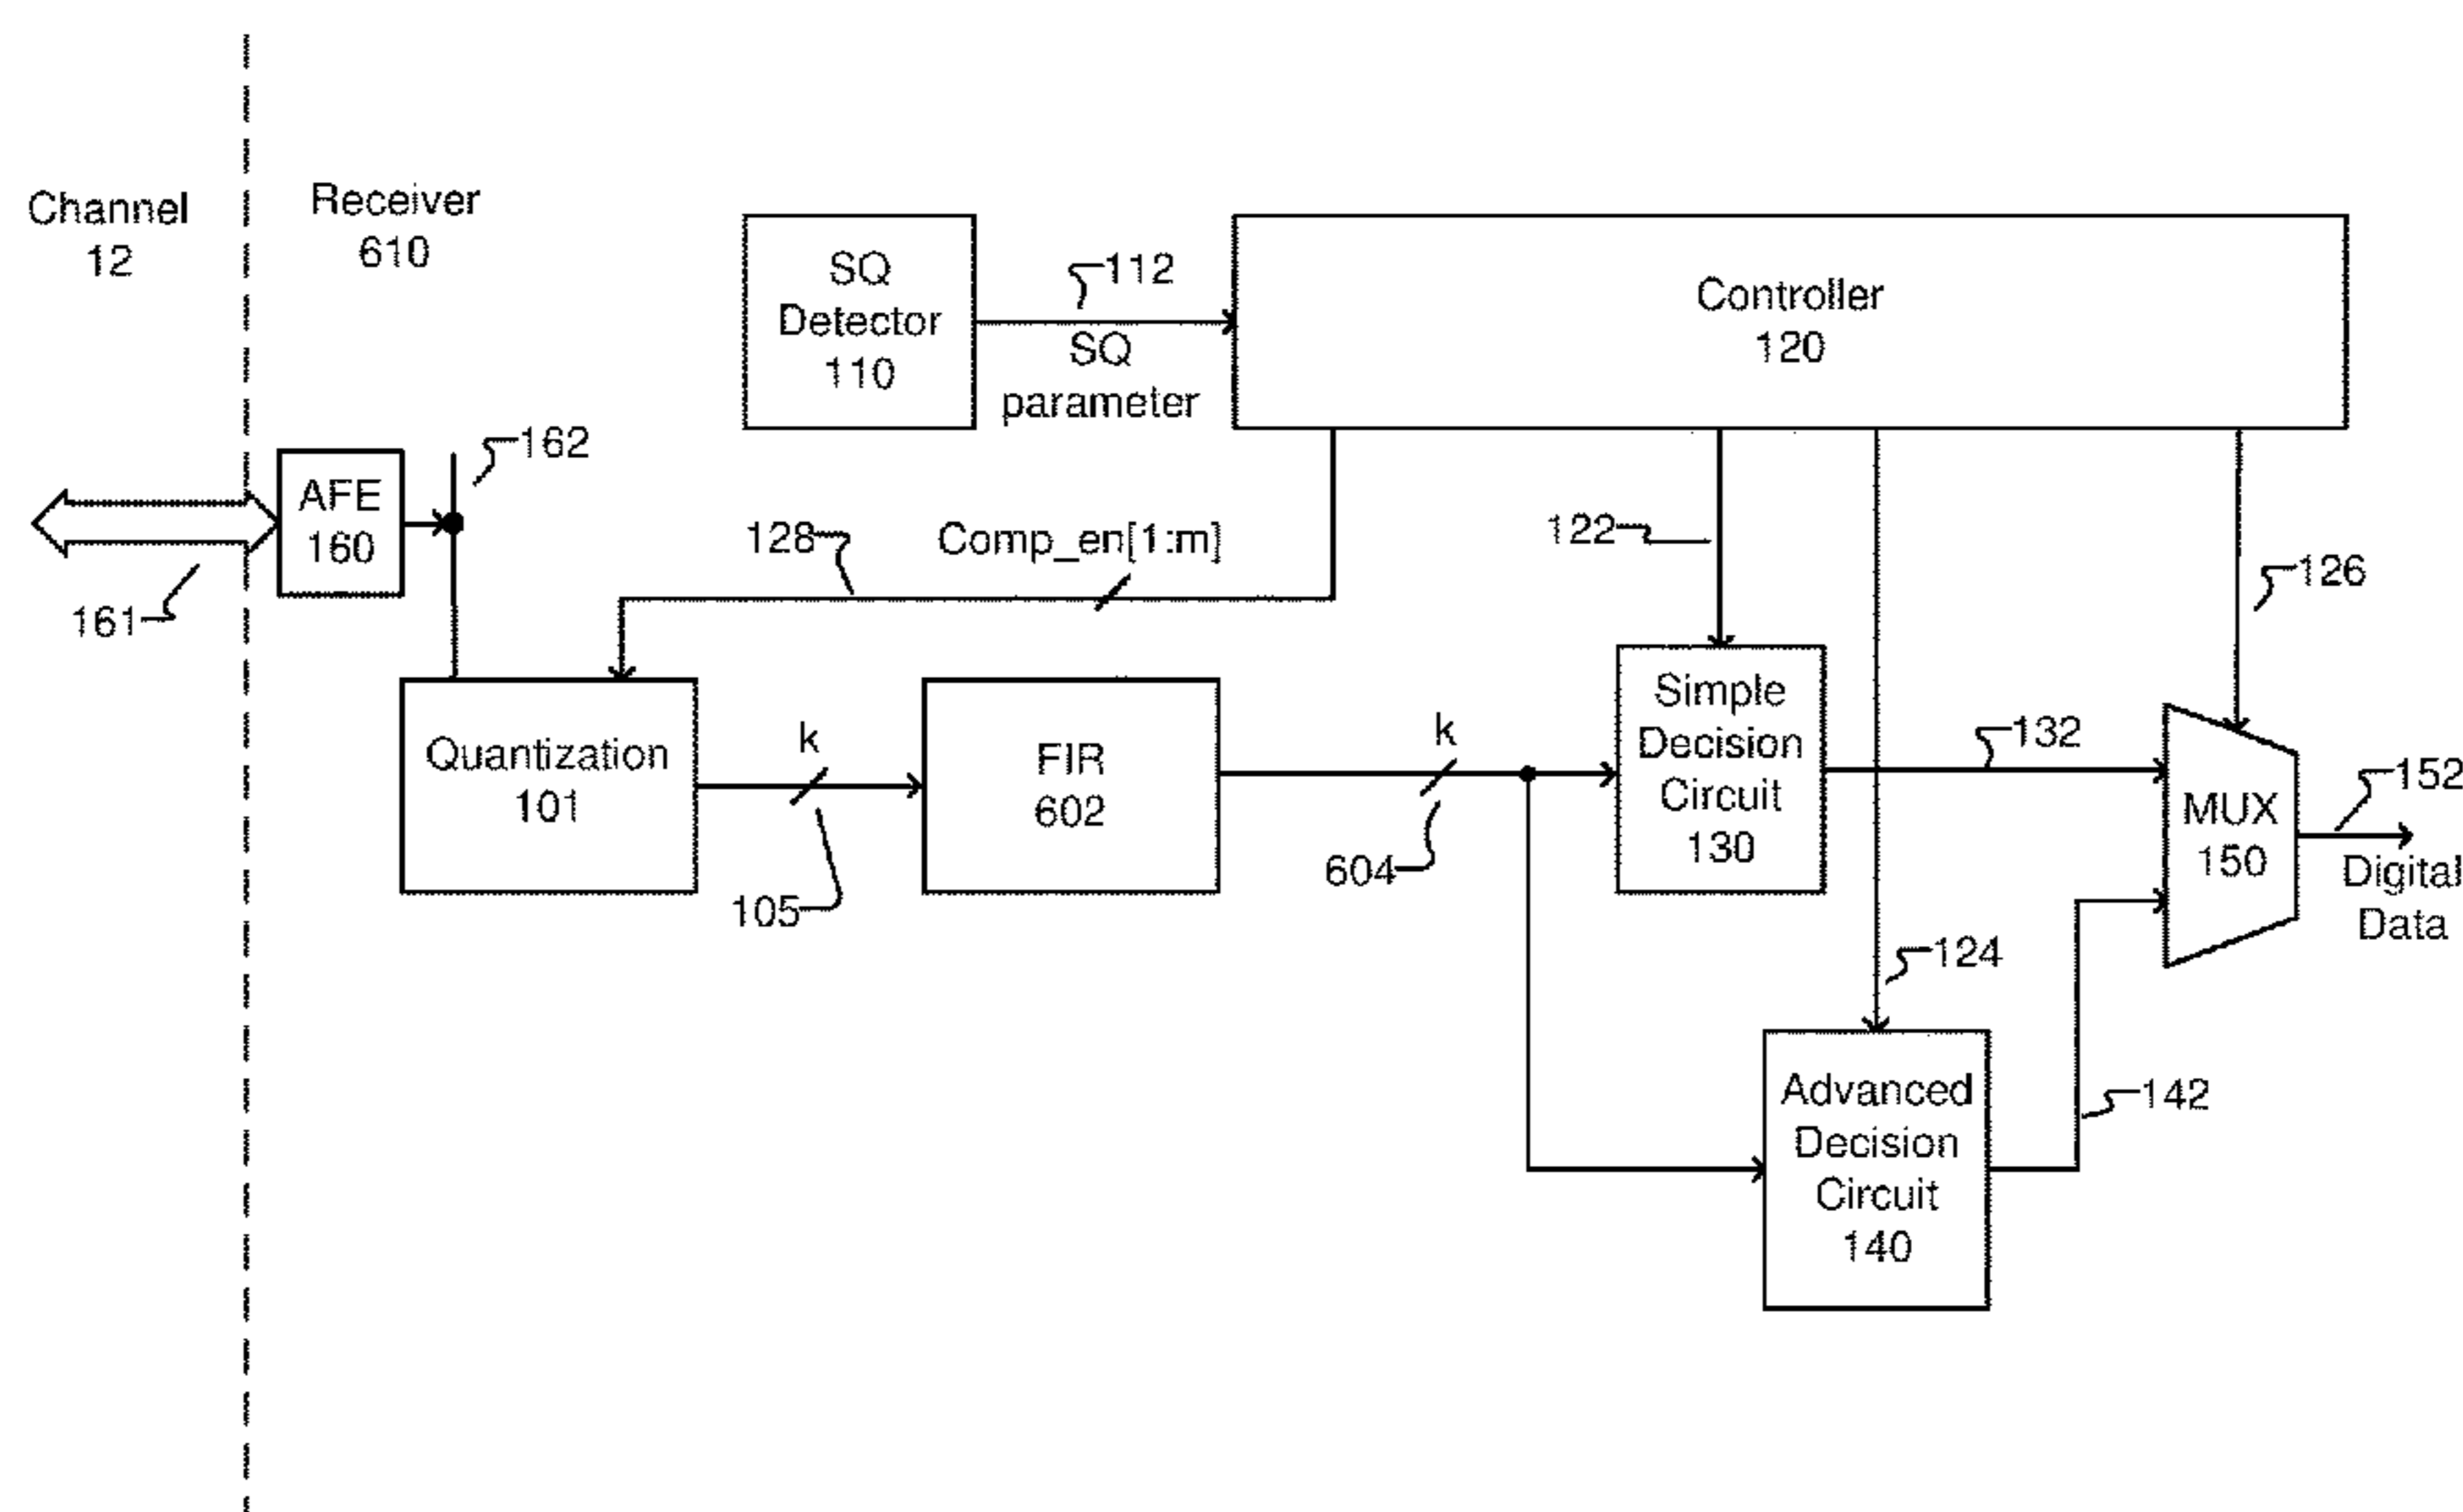 Channel
12
Receiver
610
SQ
Detector
110
112
SQ
parameter
Controller
120
162
AFE
160
161
128
Comp_en[1:m]
122
126
Quantization
101
k
105
FIR
602
k
604
Simple
Decision
Circuit
130
132
MUX
150
152
Digital
Data
124
Advanced
Decision
Circuit
140
142